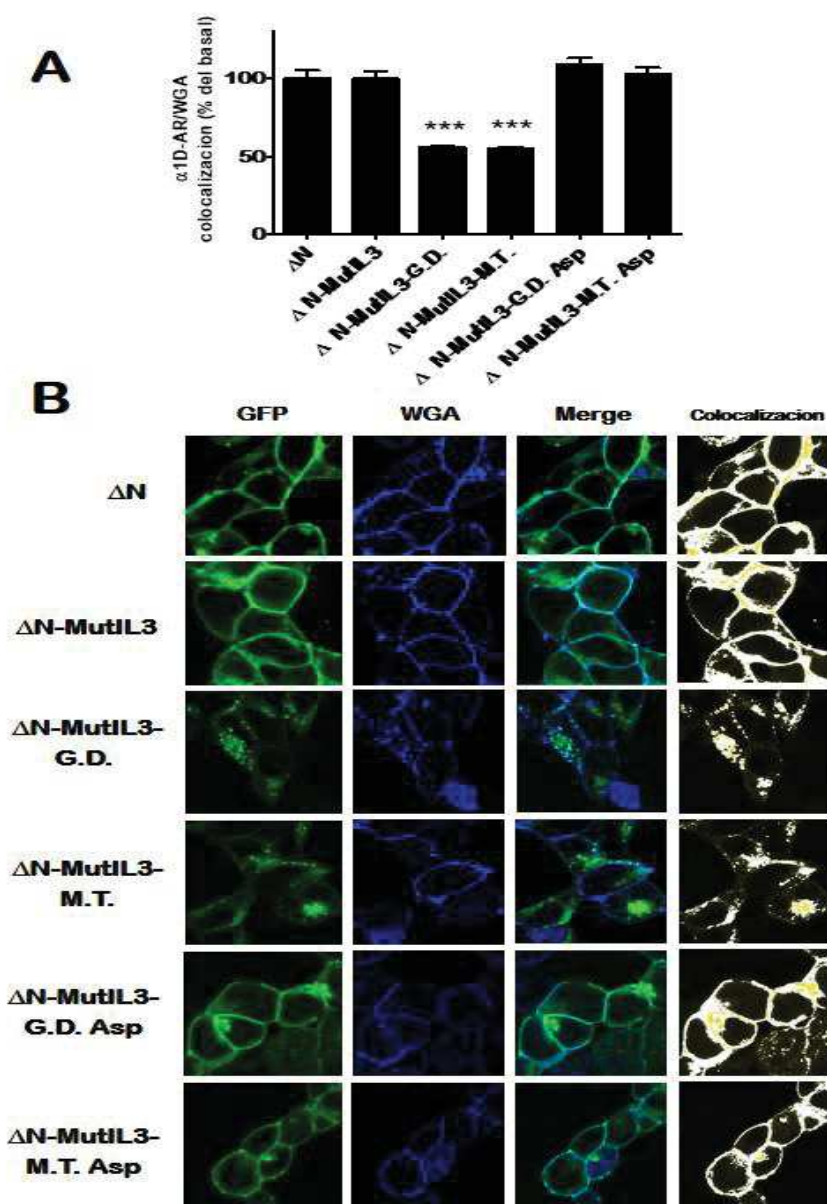 A
α1D-AR/WGA
colocalizacion (% del basal)
100
50
0
***
***
ΔN
Δ N-MutIL3
Δ N-MutIL3-G.D.
Δ N-MutIL3-M.T.
Δ N-MutIL3-G.D. Asp
Δ N-MutIL3-M.T. Asp
B
GFP WGA Merge Colocalizacion
ΔN
ΔN-MutIL3
ΔN-MutIL3-
G.D.
ΔN-MutIL3-
M.T.
ΔN-MutIL3-
G.D. Asp
ΔN-MutIL3-
M.T. Asp